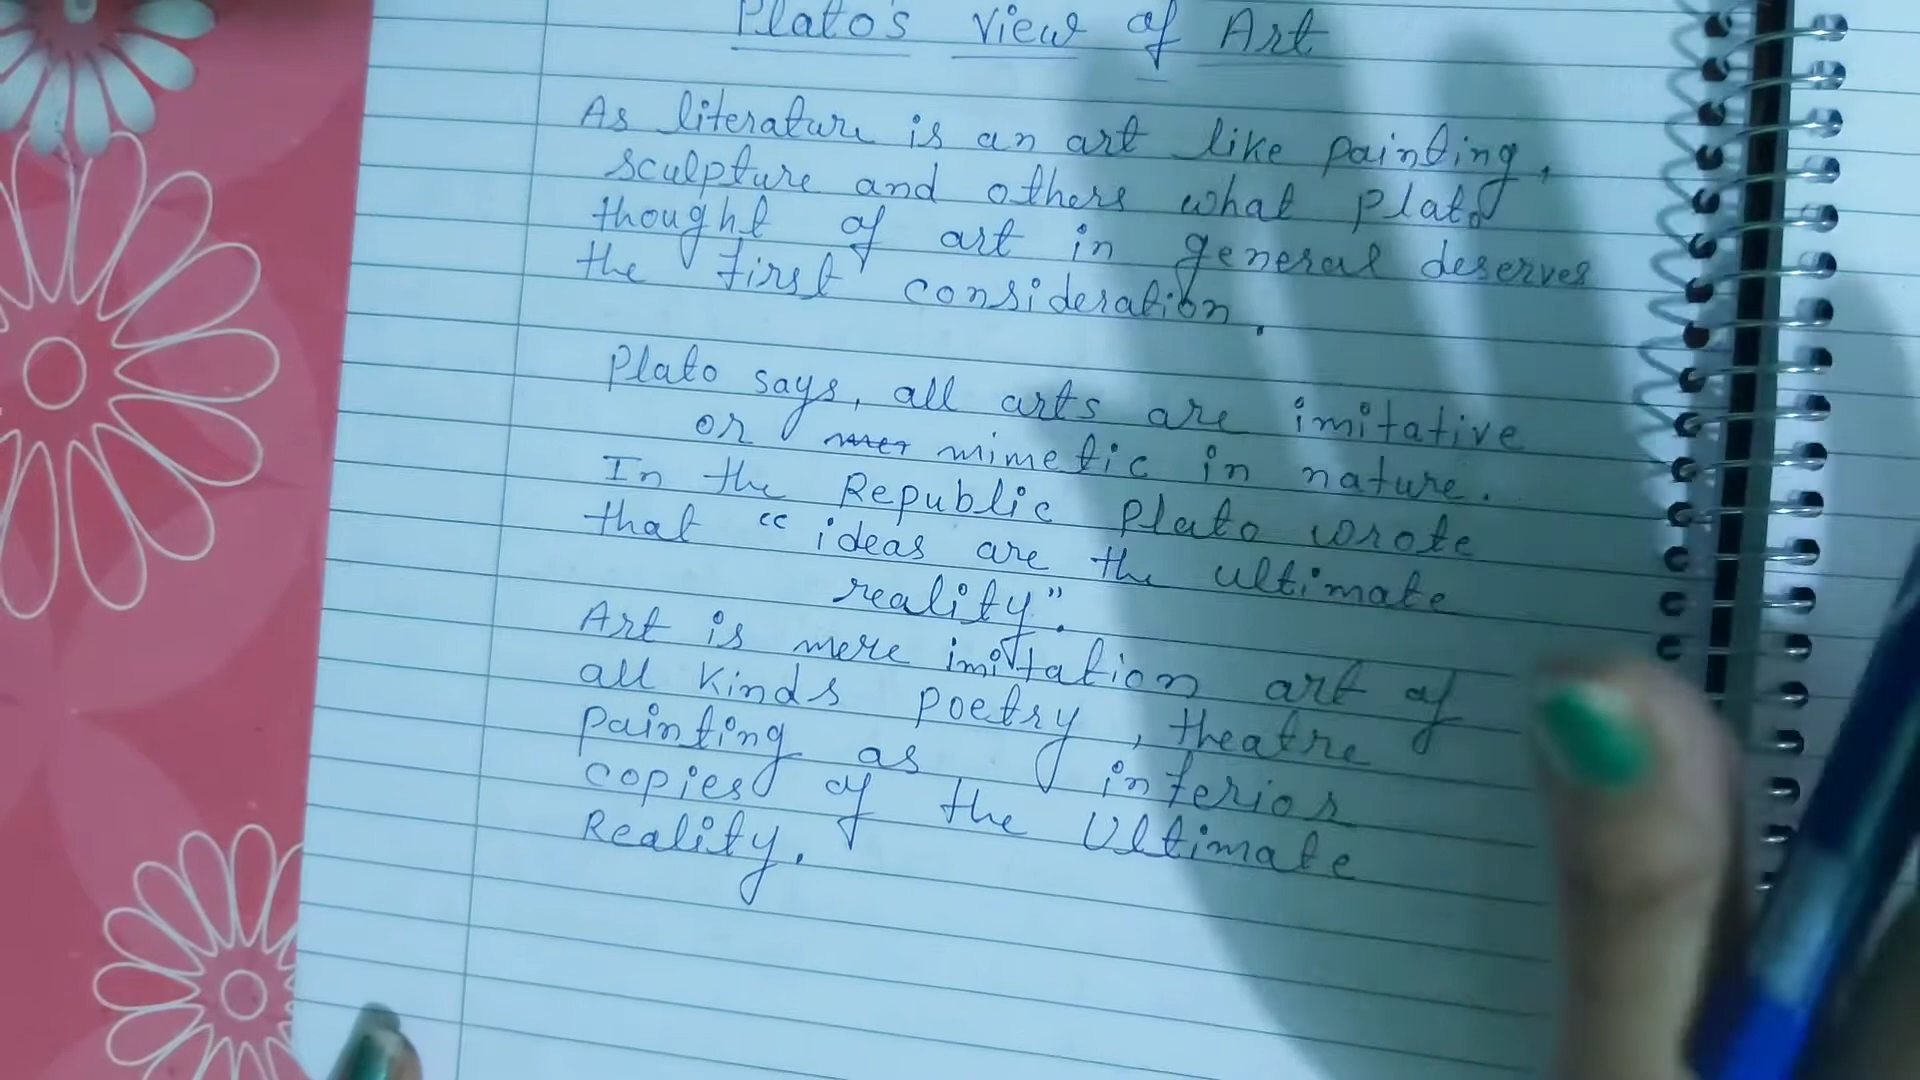 Plato's view of Art
As literature is an art like painting,
sculpture and others what Plato
thought of art in general deserves
the first consideration.
Plato says, all arts are imitative
or mimetic in nature.
In the Republic Plato wrote
that "ideas are the ultimate
reality".
Art is mere imitation art of
all kinds poetry, theatre
painting as inferior
copies of the Ultimate
Reality.